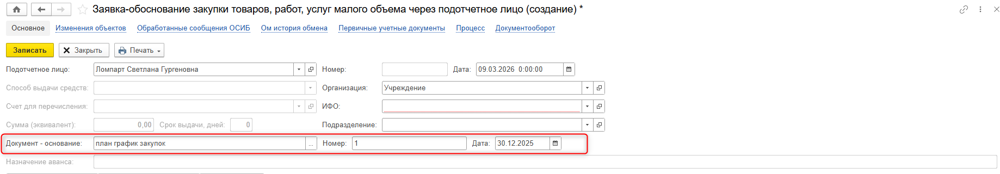 Заявка-обоснование закупки товаров, работ, услуг малого объема через подотчетное лицо (создание) *
Основное Изменения объектов Обработанные сообщения ОСИБ Ом история обмена Первичные учетные документы Процесс Документооборот
Записать Закрыть Печать
Подотчетное лицо: Ломпарт Светлана Гургеновна Номер: Дата: 09.03.2026 0:00:00
Способ выдачи средств: Организация: Учреждение
Счет для перечисления: ИФО:
Сумма (эквивалент): 0,00 Срок выдачи, дней: 0 Подразделение:
Документ - основание: план график закупок ... Номер: 1 Дата: 30.12.2025
Назначение аванса: